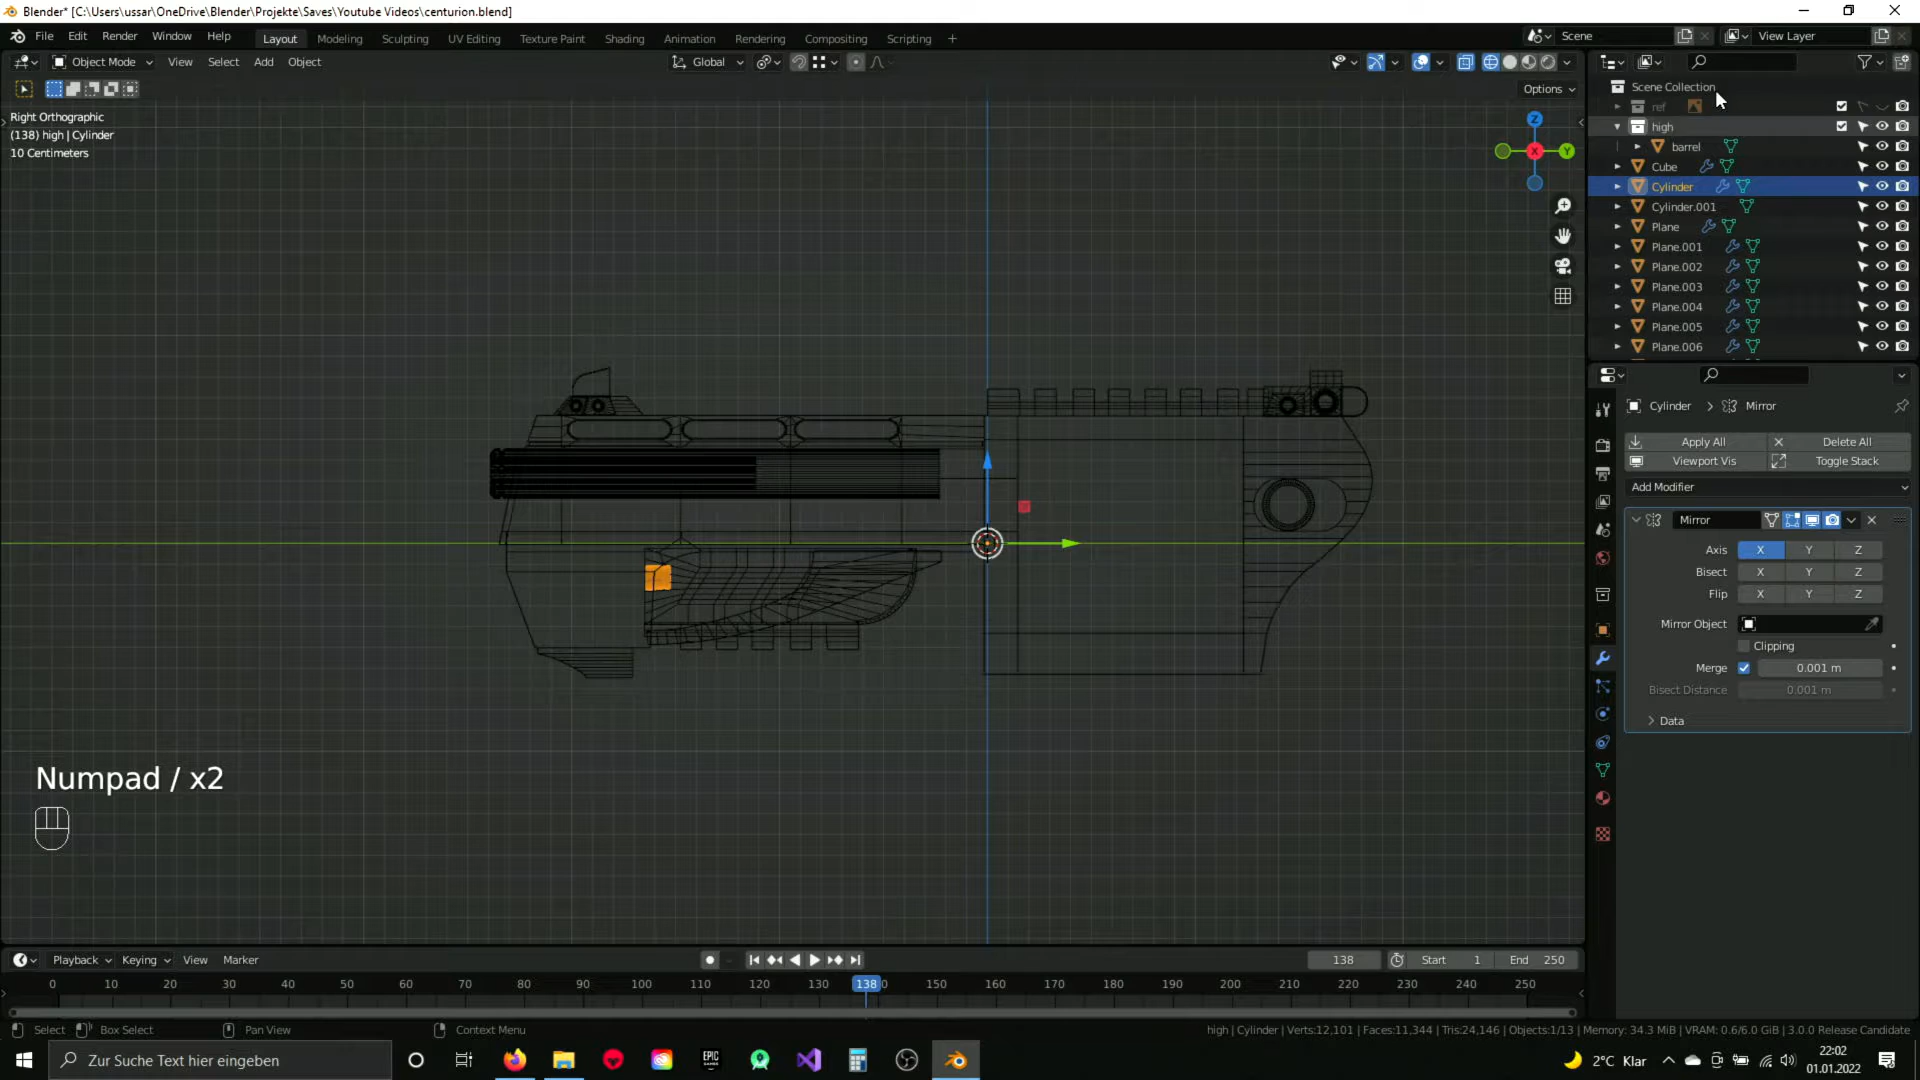 Blender* [C:\Users\ussar\OneDrive\Blender\Projekte\Saves\Youtube Videos\centurion.blend]
File Edit Render Window Help Layout Modeling Sculpting UV Editing Texture Paint Shading Animation Rendering Compositing Scripting + Scene View Layer
Object Mode View Select Add Object Global
Options
Right Orthographic
(138) high | Cylinder
10 Centimeters
Z
X
Y
Scene Collection
ref
high
barrel
Cube
Cylinder
Cylinder.001
Plane
Plane.001
Plane.002
Plane.003
Plane.004
Plane.005
Plane.006
Cylinder > Mirror
Apply All Delete All
Viewport Vis Toggle Stack
Add Modifier
Mirror
Axis X Y Z
Bisect X Y Z
Flip X Y Z
Mirror Object
Clipping
Merge 0.001 m
Bisect Distance 0.001 m
Data
Numpad / x2
Playback Keying View Marker 138 Start 1 End 250
0 10 20 30 40 50 60 70 80 90 100 110 120 130 138 0 150 160 170 180 190 200 210 220 230 240 250
Select Box Select Pan View Context Menu high | Cylinder | Verts:12,101 | Faces:11,344 | Tris:24,146 | Objects:1/13 | Memory: 34.3 MiB | VRAM: 0.6/6.0 GiB | 3.0.0 Release Candidate
Zur Suche Text hier eingeben EPIC 2°C Klar 22:02
01.01.2022